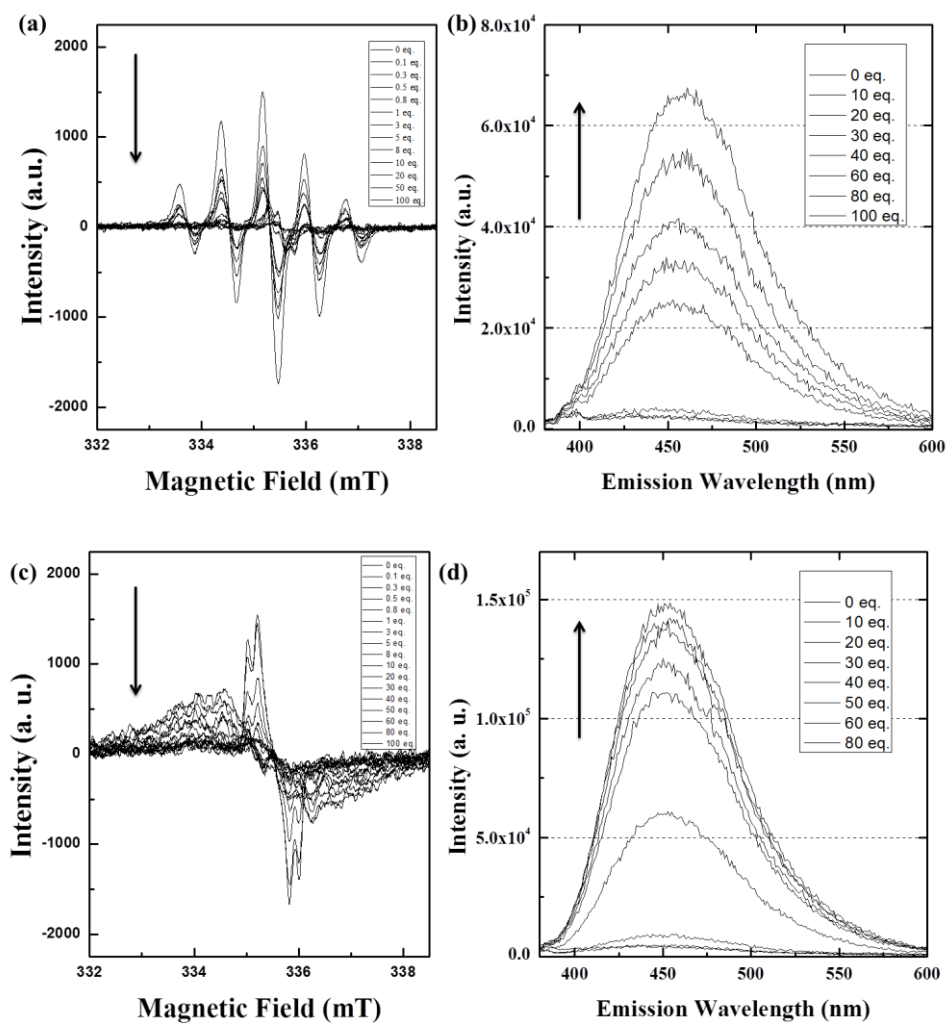 (a)
2000
1000
0
-1000
-2000
Intensity (a.u.)
332
334
336
338
Magnetic Field (mT)
0 eq.
0.1 eq.
0.3 eq.
0.5 eq.
0.8 eq.
1 eq.
3 eq.
5 eq.
8 eq.
10 eq.
20 eq.
50 eq.
100 eq.
(b)
8.0x10⁴
6.0x10⁴
4.0x10⁴
2.0x10⁴
0.0
Intensity (a.u.)
400
450
500
550
600
Emission Wavelength (nm)
0 eq.
10 eq.
20 eq.
30 eq.
40 eq.
60 eq.
80 eq.
100 eq.
(c)
2000
1000
0
-1000
-2000
Intensity (a. u.)
332
334
336
338
Magnetic Field (mT)
0 eq.
0.1 eq.
0.3 eq.
0.5 eq.
0.8 eq.
1 eq.
3 eq.
5 eq.
8 eq.
10 eq.
20 eq.
30 eq.
40 eq.
50 eq.
60 eq.
80 eq.
100 eq.
(d)
1.5x10⁵
1.0x10⁵
5.0x10⁴
0.0
Intensity (a. u.)
400
450
500
550
600
Emission Wavelength (nm)
0 eq.
10 eq.
20 eq.
30 eq.
40 eq.
50 eq.
60 eq.
80 eq.